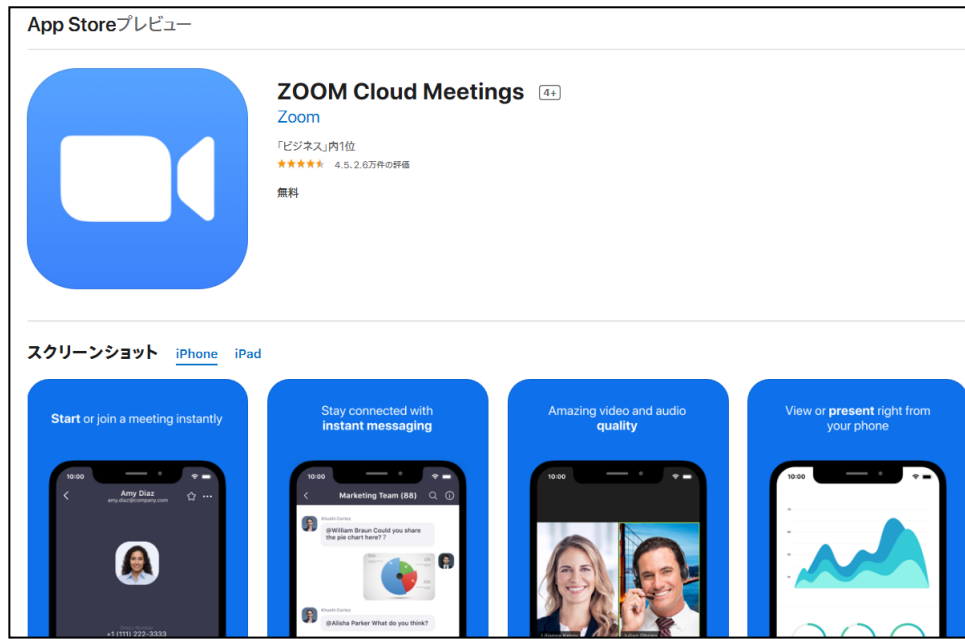 App Storeプレビュー
ZOOM Cloud Meetings 4+
Zoom
「ビジネス」内1位
★★★★★ 4.5、2.6万件の評価
無料
スクリーンショット iPhone iPad
Start or join a meeting instantly
10:00
Amy Diaz
amy.diaz@company.com
Direct Number
+1 (111) 222-3333
Stay connected with
instant messaging
10:00
Marketing Team (88)
@William Braun Could you share
the pie chart here? ?
@Alisha Parker What do you think?
Amazing video and audio
quality
10:00
View or present right from
your phone
10:00